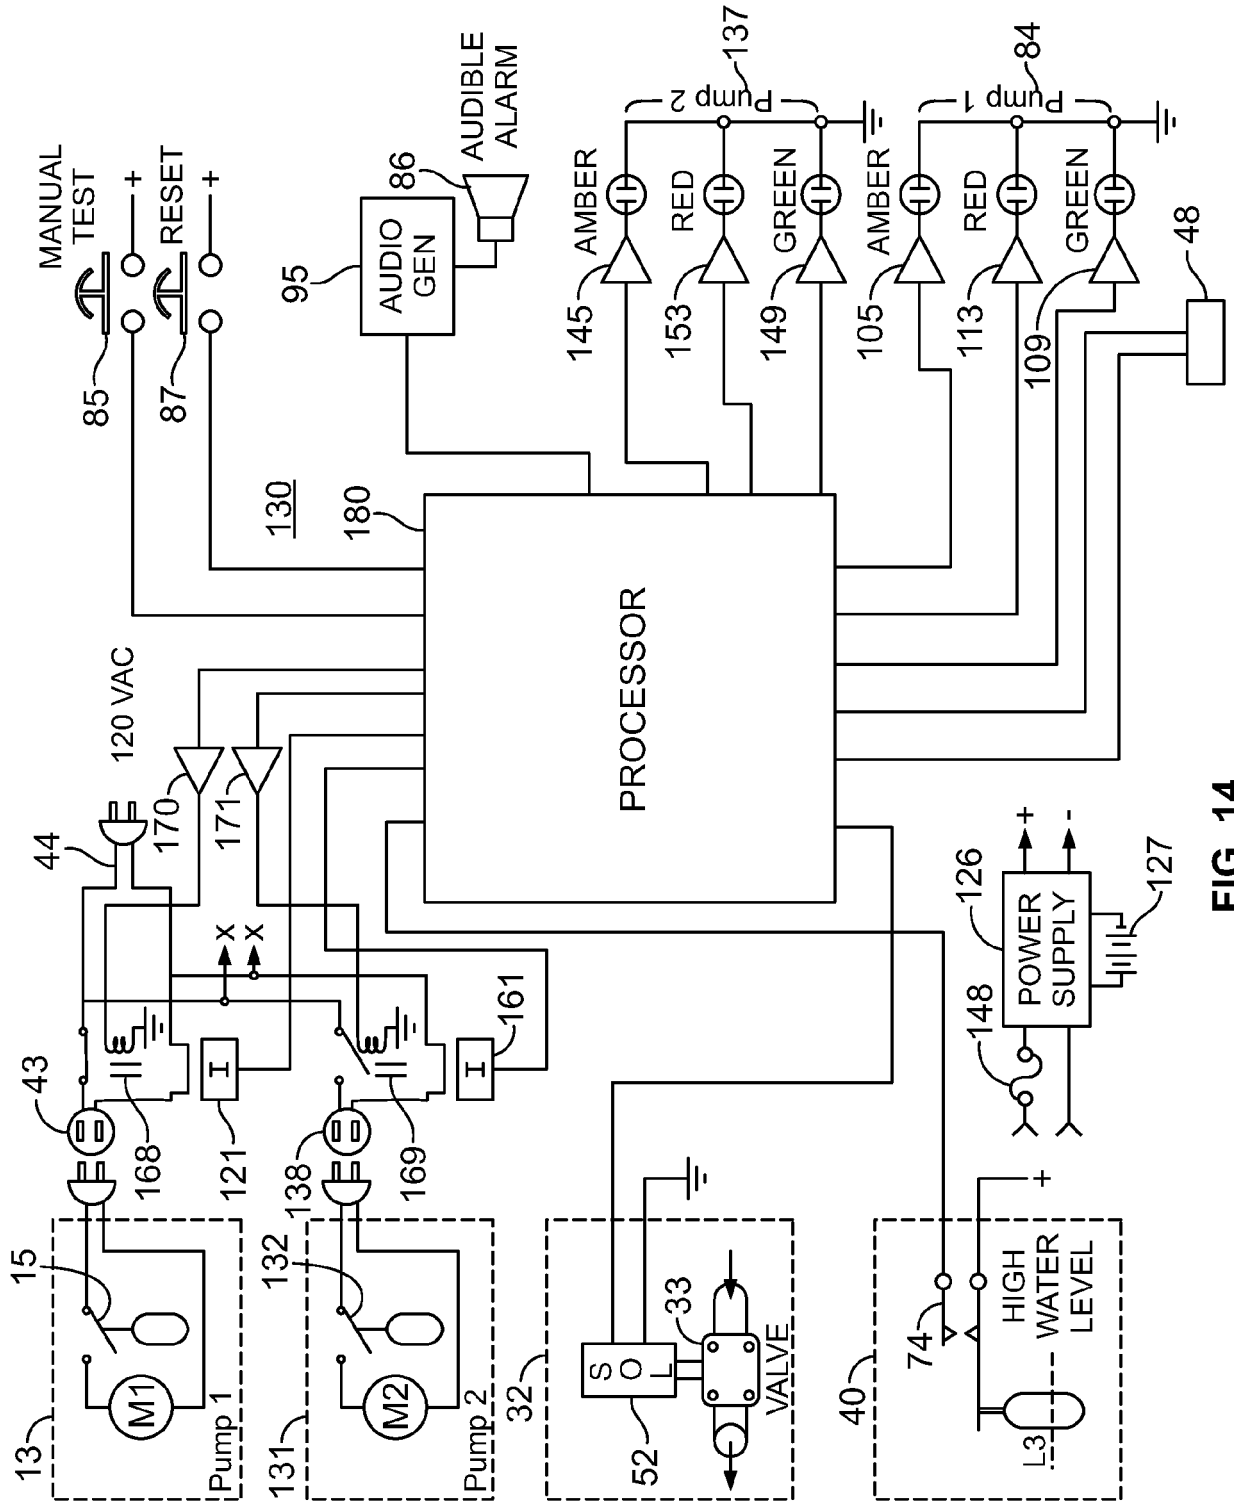 MANUAL
TEST
85
RESET
87
+
+
130
180
95
AUDIO
GEN
86
AUDIBLE
ALARM
145
AMBER
153
RED
149
GREEN
Pump 2
137
105
AMBER
113
RED
109
GREEN
Pump 1
84
48
PROCESSOR
120 VAC
44
170
171
X
X
43
168
121
I
138
169
161
I
13
15
M1
Pump 1
131
132
M2
Pump 2
32
SOL
52
33
VALVE
40
74
HIGH
WATER
LEVEL
L3
+
148
126
POWER
SUPPLY
+
-
127
FIG. 14